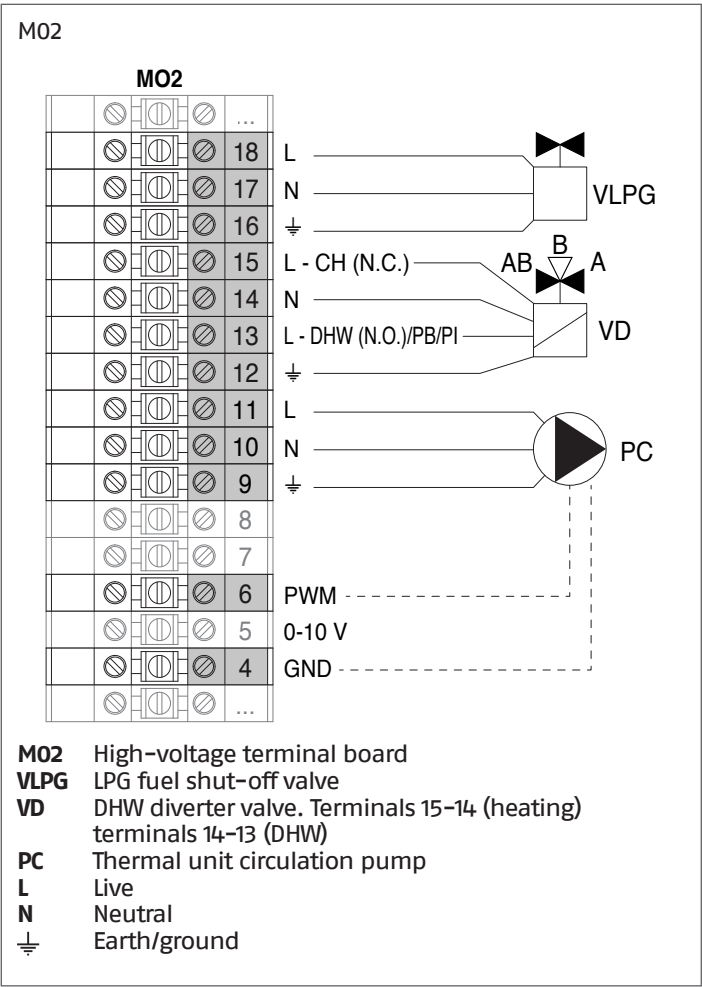 M02
MO2
...
18 L
17 N VLPG
16 ⏚
15 L - CH (N.C.) AB B A
14 N
13 L - DHW (N.O.)/PB/PI VD
12 ⏚
11 L
10 N PC
9 ⏚
8
7
6 PWM
5 0-10 V
4 GND
...
M02 High-voltage terminal board
VLPG LPG fuel shut-off valve
VD DHW diverter valve. Terminals 15-14 (heating)
terminals 14-13 (DHW)
PC Thermal unit circulation pump
L Live
N Neutral
⏚ Earth/ground